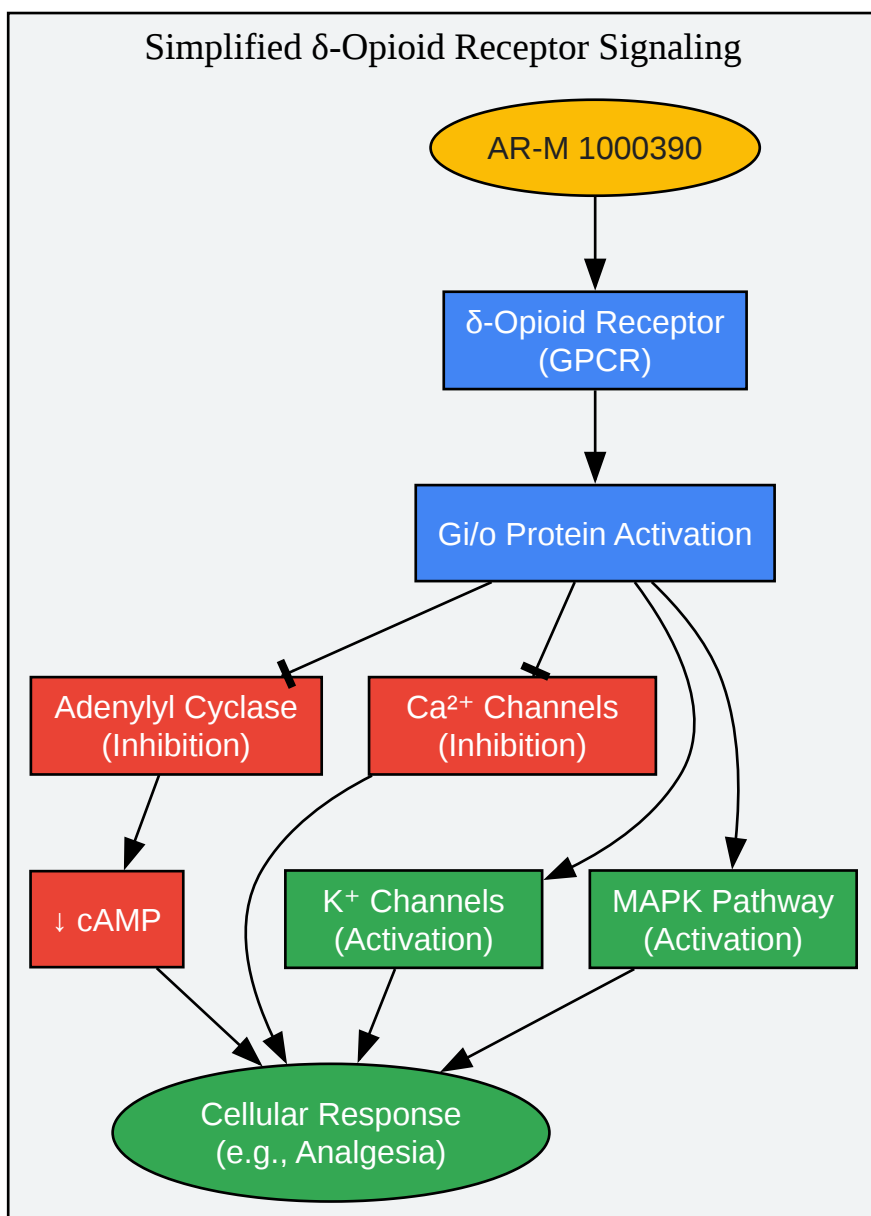 Simplified δ-Opioid Receptor Signaling
AR-M 1000390
δ-Opioid Receptor
(GPCR)
Gi/o Protein Activation
Adenylyl Cyclase
(Inhibition)
Ca²⁺ Channels
(Inhibition)
↓ cAMP
K⁺ Channels
(Activation)
MAPK Pathway
(Activation)
Cellular Response
(e.g., Analgesia)